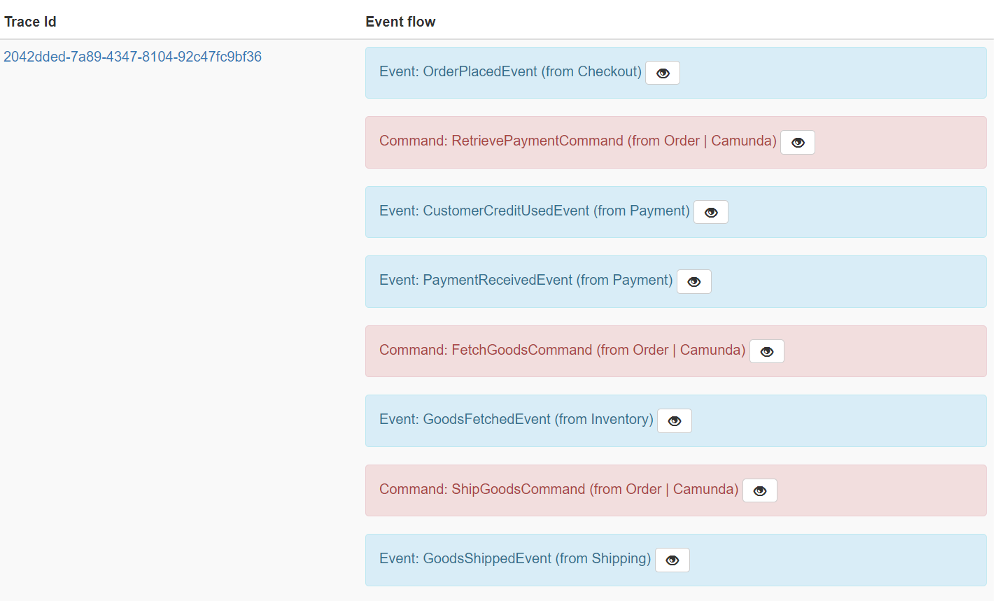 Trace Id
Event flow
2042dded-7a89-4347-8104-92c47fc9bf36
Event: OrderPlacedEvent (from Checkout)
Command: RetrievePaymentCommand (from Order | Camunda)
Event: CustomerCreditUsedEvent (from Payment)
Event: PaymentReceivedEvent (from Payment)
Command: FetchGoodsCommand (from Order | Camunda)
Event: GoodsFetchedEvent (from Inventory)
Command: ShipGoodsCommand (from Order | Camunda)
Event: GoodsShippedEvent (from Shipping)